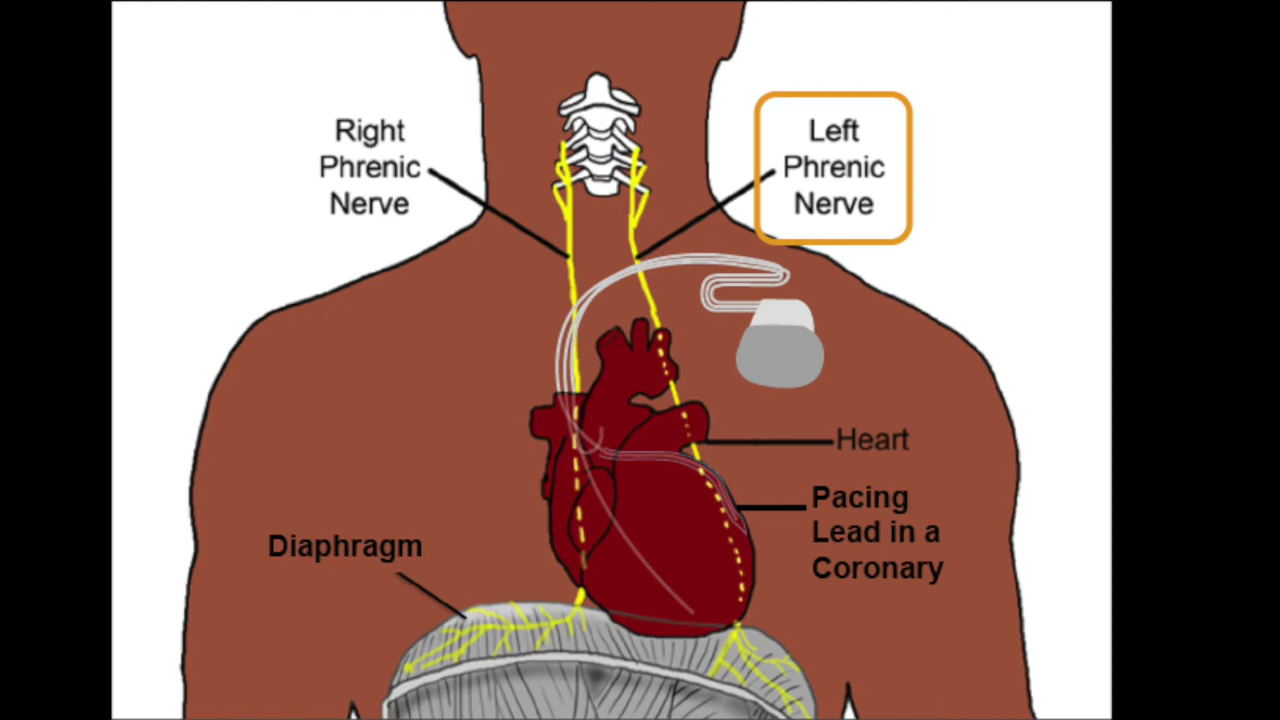 Right
Phrenic
Nerve
Left
Phrenic
Nerve
Heart
Pacing
Lead in a
Coronary
Diaphragm